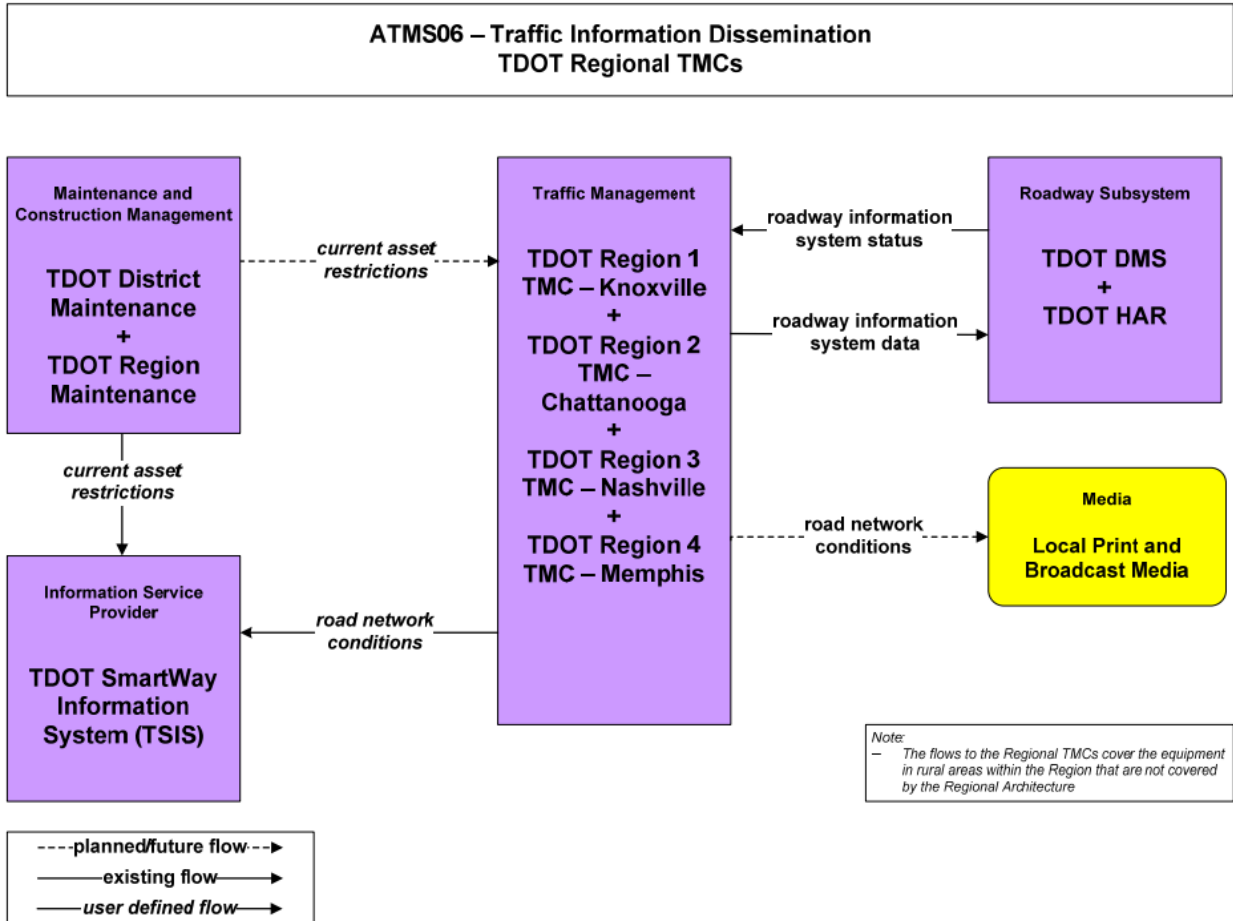 ATMS06 – Traffic Information Dissemination
TDOT Regional TMCs
Maintenance and
Construction Management
TDOT District
Maintenance
+
TDOT Region
Maintenance
current asset
restrictions
Traffic Management
TDOT Region 1
TMC – Knoxville
+
TDOT Region 2
TMC –
Chattanooga
+
TDOT Region 3
TMC – Nashville
+
TDOT Region 4
TMC – Memphis
roadway information
system status
roadway information
system data
Roadway Subsystem
TDOT DMS
+
TDOT HAR
current asset
restrictions
road network
conditions
Media
Local Print and
Broadcast Media
Information Service
Provider
TDOT SmartWay
Information
System (TSIS)
road network
conditions
Note:
– The flows to the Regional TMCs cover the equipment
in rural areas within the Region that are not covered
by the Regional Architecture
planned/future flow
existing flow
user defined flow